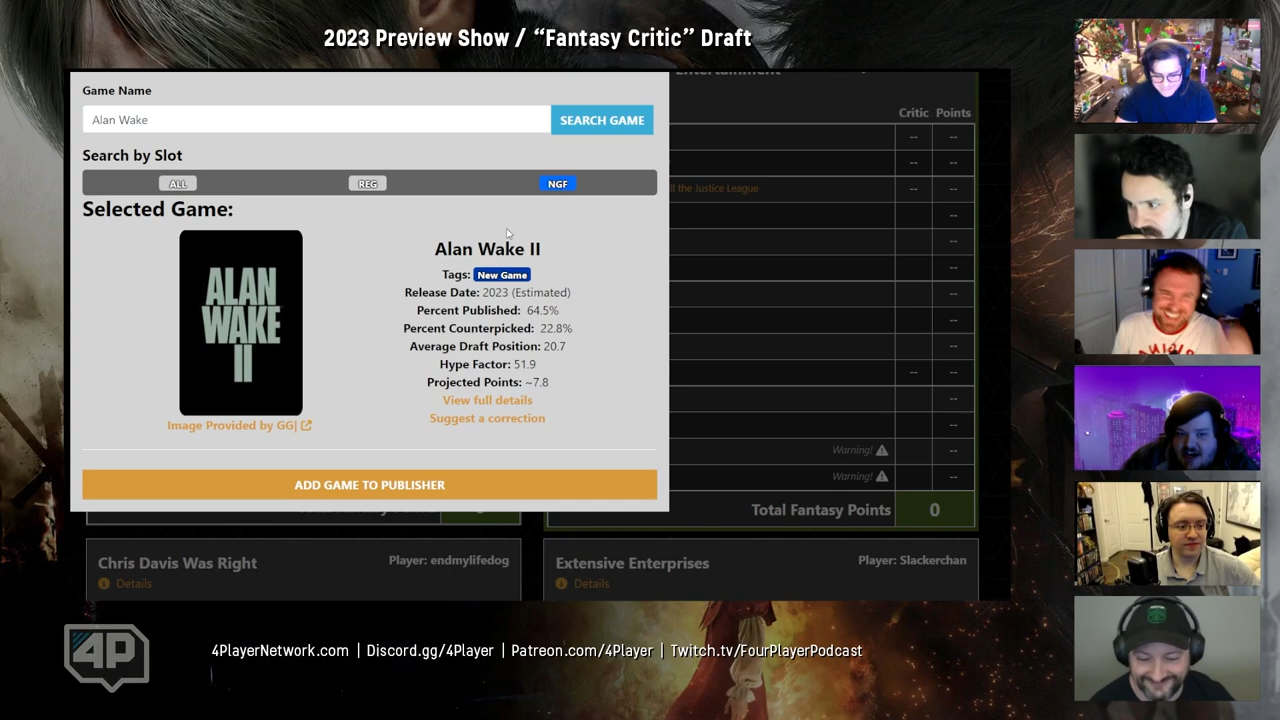 2023 Preview Show / “Fantasy Critic” Draft
Game Name
Alan Wake
SEARCH GAME
Search by Slot
ALL
REG
NGF
Selected Game:
ALAN
WAKE
II
Image Provided by GG|
Alan Wake II
Tags: New Game
Release Date: 2023 (Estimated)
Percent Published: 64.5%
Percent Counterpicked: 22.8%
Average Draft Position: 20.7
Hype Factor: 51.9
Projected Points: ~7.8
View full details
Suggest a correction
ADD GAME TO PUBLISHER
Entertainment
Critic Points
-- --
-- --
the Justice League -- --
-- --
-- --
-- --
-- --
-- --
-- --
-- --
--
--
Warning! --
Warning! --
Total Fantasy Points 0
Chris Davis Was Right
Player: endmylifedog
Details
Extensive Enterprises
Player: Slackerchan
Details
4P
4PlayerNetwork.com | Discord.gg/4Player | Patreon.com/4Player | Twitch.tv/FourPlayerPodcast